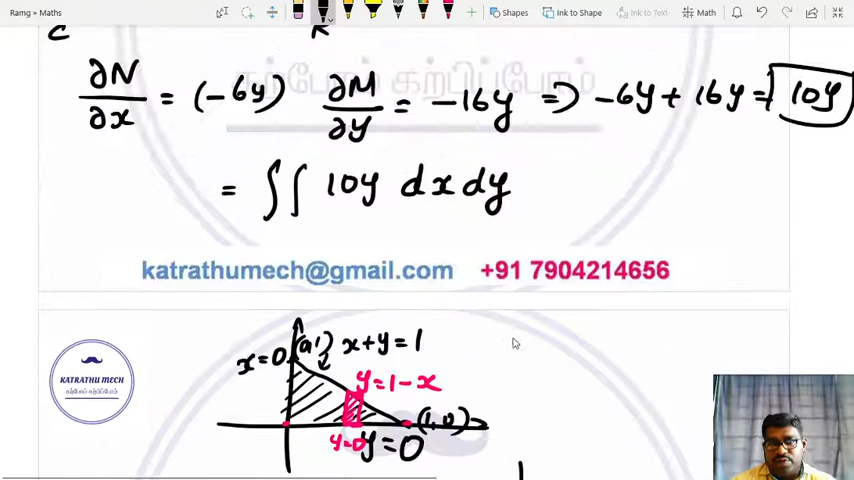 Ramg » Maths
Shapes
Ink to Shape
Ink to Text
Math
C R
கற்போம் கற்பிப்போம்
∂N/∂x = (-6y) ∂M/∂y = -16y => -6y + 16y = 10y
= ∫∫ 10y dx dy
katrathumech@gmail.com +91 7904214656
x=0 (0,1) x+y=1
y=1-x
KATRATHU MECH
(1,0)
y=0 y=0